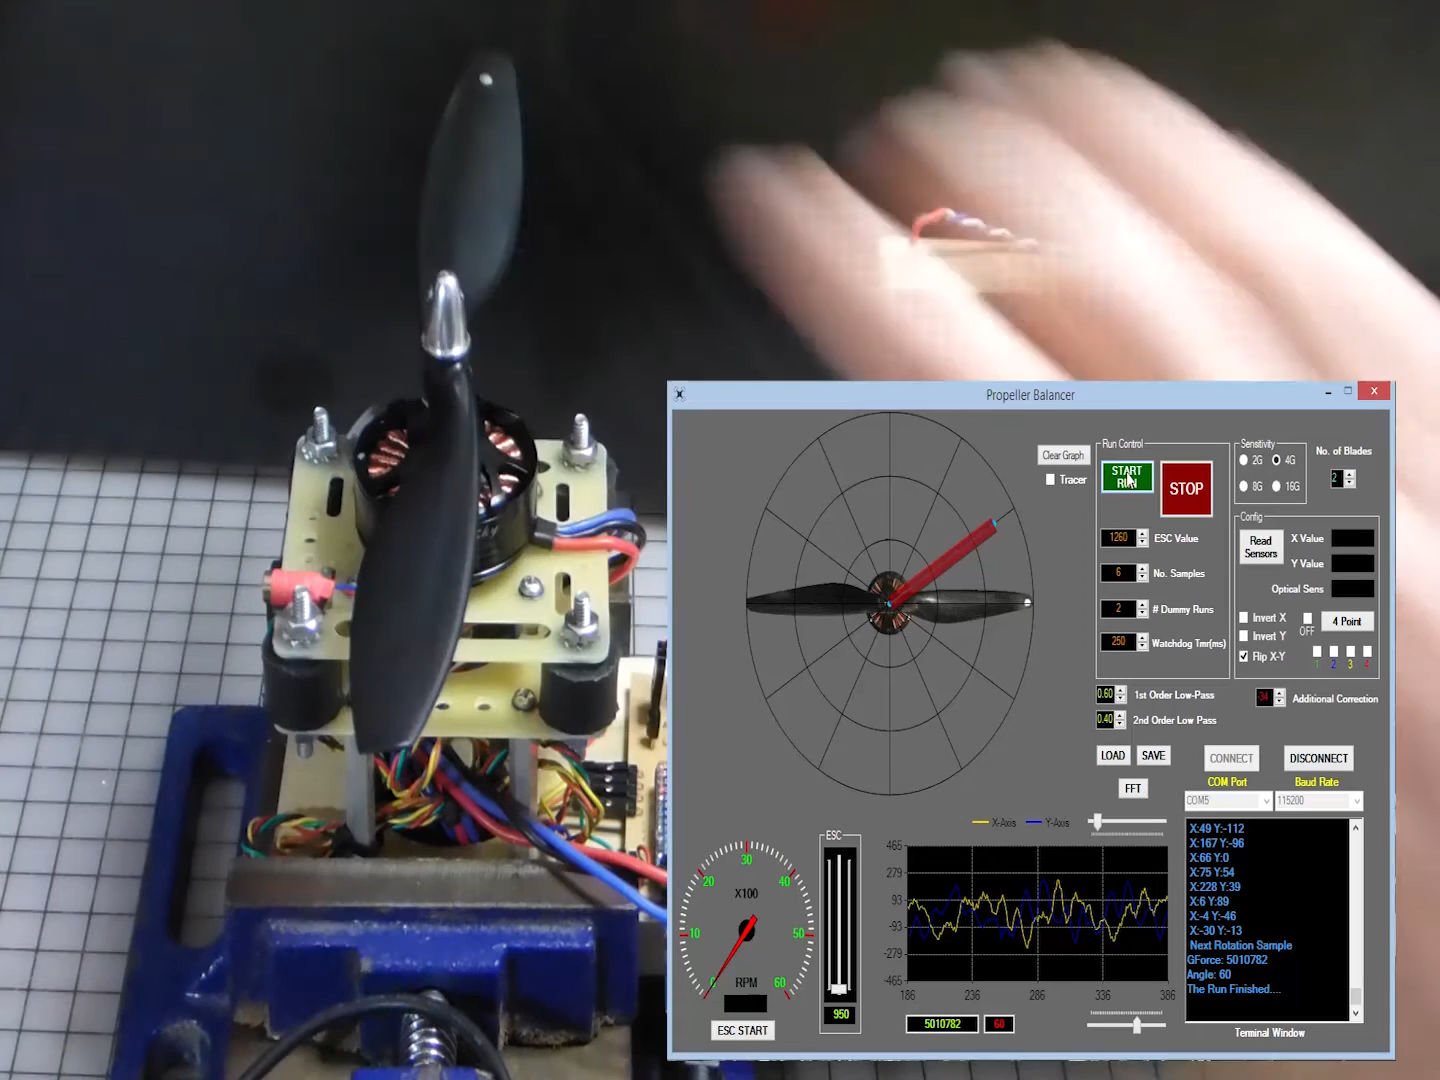 Propeller Balancer
Clear Graph
Tracer
Run Control
START
RUN
STOP
1260 ESC Value
6 No. Samples
2 # Dummy Runs
250 Watchdog Tmr(ms)
Sensitivity
2G 4G
8G 16G
No. of Blades
2
Config
Read
Sensors
X Value
Y Value
Optical Sens
Invert X
Invert Y
OFF
4 Point
Flip X-Y
1 2 3 4
0.60 1st Order Low-Pass
0.40 2nd Order Low Pass
34 Additional Correction
LOAD SAVE
CONNECT DISCONNECT
FFT
COM Port Baud Rate
COM5 115200
X-Axis Y-Axis
465
279
93
-93
-279
-465
186 236 286 336 386
5010782 60
ESC
950
0 10 20 30 40 50 60
X100
RPM
ESC START
X:49 Y:-112
X:167 Y:-96
X:66 Y:0
X:75 Y:54
X:228 Y:39
X:6 Y:89
X:-4 Y:-46
X:-30 Y:-13
Next Rotation Sample
GForce: 5010782
Angle: 60
The Run Finished....
Terminal Window